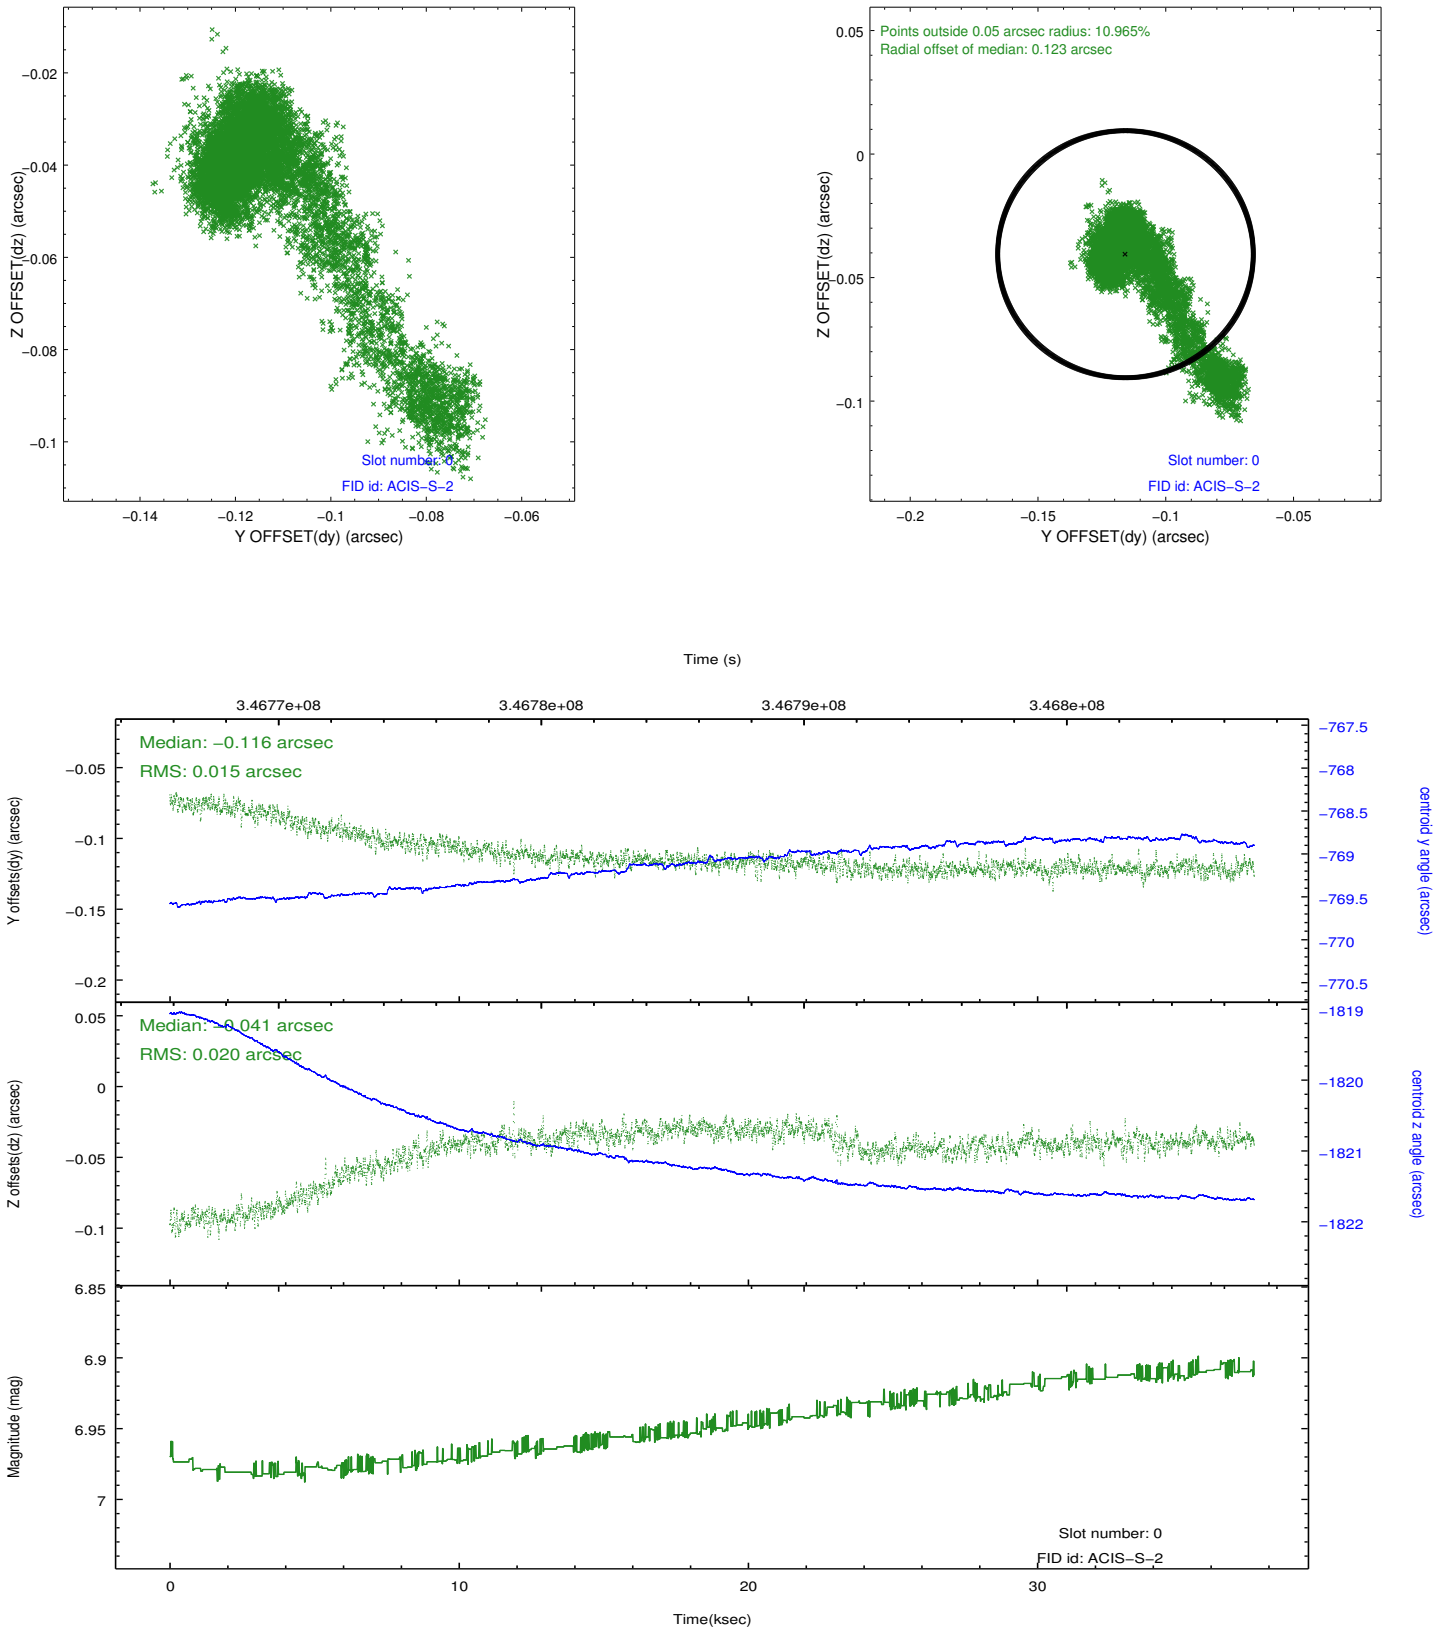 −0.02
−0.04
−0.06
−0.08
−0.1
Z OFFSET(dz) (arcsec)
Slot number: 0
FID id: ACIS−S−2
−0.14
−0.12
−0.1
−0.08
−0.06
Y OFFSET(dy) (arcsec)
Points outside 0.05 arcsec radius: 10.965%
Radial offset of median: 0.123 arcsec
0.05
0
−0.05
−0.1
Z OFFSET(dz) (arcsec)
Slot number: 0
FID id: ACIS−S−2
−0.2
−0.15
−0.1
−0.05
Y OFFSET(dy) (arcsec)
Time (s)
3.4677e+08
3.4678e+08
3.4679e+08
3.468e+08
Median: −0.116 arcsec
RMS: 0.015 arcsec
−0.05
−0.1
−0.15
−0.2
Y offsets(dy) (arcsec)
−767.5
−768
−768.5
−769
−769.5
−770
−770.5
centroid y angle (arcsec)
Median: −0.041 arcsec
RMS: 0.020 arcsec
0.05
0
−0.05
−0.1
Z offsets(dz) (arcsec)
−1819
−1820
−1821
−1822
centroid z angle (arcsec)
6.85
6.9
6.95
7
Magnitude (mag)
Slot number: 0
FID id: ACIS−S−2
0
10
20
30
Time(ksec)